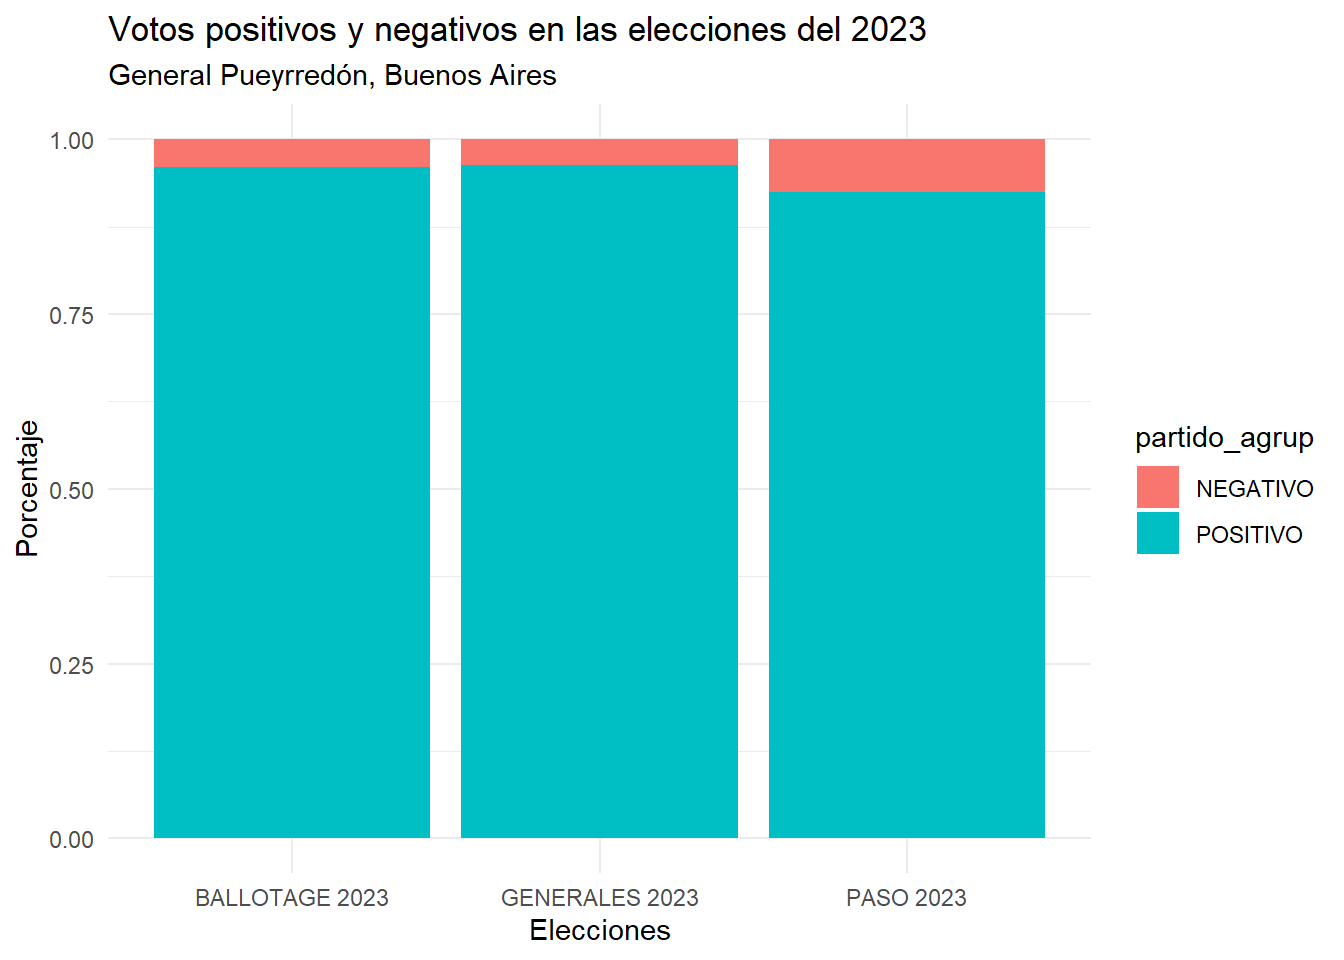 Votos positivos y negativos en las elecciones del 2023
General Pueyrredón, Buenos Aires
1.00
0.75
0.50
0.25
0.00
Porcentaje
BALLOTAGE 2023
GENERALES 2023
PASO 2023
Elecciones
partido_agrup
NEGATIVO
POSITIVO